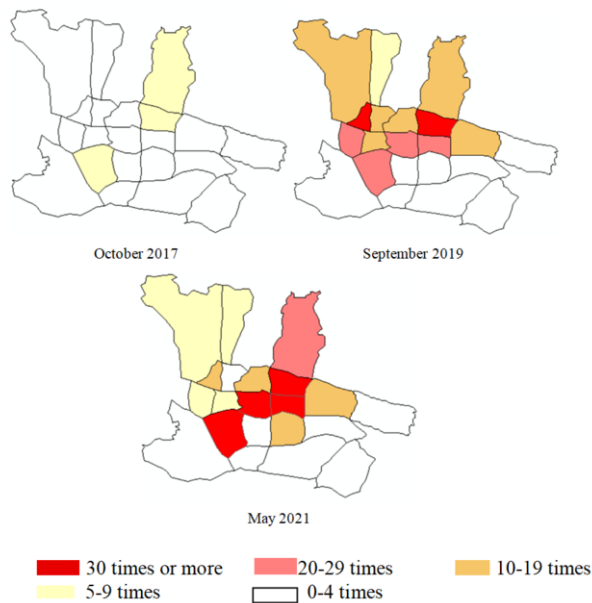 October 2017
September 2019
May 2021
30 times or more
20-29 times
10-19 times
5-9 times
0-4 times